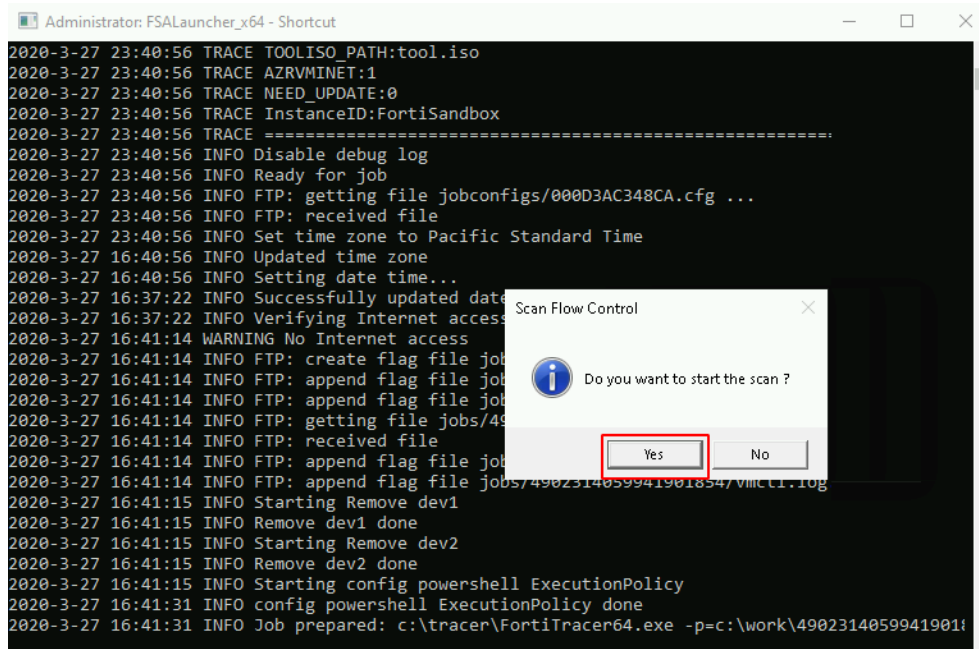 Administrator: FSALauncher_x64 - Shortcut
2020-3-27 23:40:56 TRACE TOOLISO_PATH:tool.iso
2020-3-27 23:40:56 TRACE AZRVMINET:1
2020-3-27 23:40:56 TRACE NEED_UPDATE:0
2020-3-27 23:40:56 TRACE InstanceID:FortiSandbox
2020-3-27 23:40:56 TRACE =======================================================:
2020-3-27 23:40:56 INFO Disable debug log
2020-3-27 23:40:56 INFO Ready for job
2020-3-27 23:40:56 INFO FTP: getting file jobconfigs/000D3AC348CA.cfg ...
2020-3-27 23:40:56 INFO FTP: received file
2020-3-27 23:40:56 INFO Set time zone to Pacific Standard Time
2020-3-27 16:40:56 INFO Updated time zone
2020-3-27 16:40:56 INFO Setting date time...
2020-3-27 16:37:22 INFO Successfully updated date
2020-3-27 16:37:22 INFO Verifying Internet access
2020-3-27 16:41:14 WARNING No Internet access
2020-3-27 16:41:14 INFO FTP: create flag file job
2020-3-27 16:41:14 INFO FTP: append flag file job
2020-3-27 16:41:14 INFO FTP: append flag file job
2020-3-27 16:41:14 INFO FTP: getting file jobs/49
2020-3-27 16:41:14 INFO FTP: received file
2020-3-27 16:41:14 INFO FTP: append flag file job
2020-3-27 16:41:14 INFO FTP: append flag file jobs/4902314059941901854/vmctl.log
2020-3-27 16:41:15 INFO Starting Remove dev1
2020-3-27 16:41:15 INFO Remove dev1 done
2020-3-27 16:41:15 INFO Starting Remove dev2
2020-3-27 16:41:15 INFO Remove dev2 done
2020-3-27 16:41:15 INFO Starting config powershell ExecutionPolicy
2020-3-27 16:41:31 INFO config powershell ExecutionPolicy done
2020-3-27 16:41:31 INFO Job prepared: c:\tracer\FortiTracer64.exe -p=c:\work\49023140599419018
Scan Flow Control
Do you want to start the scan ?
Yes
No